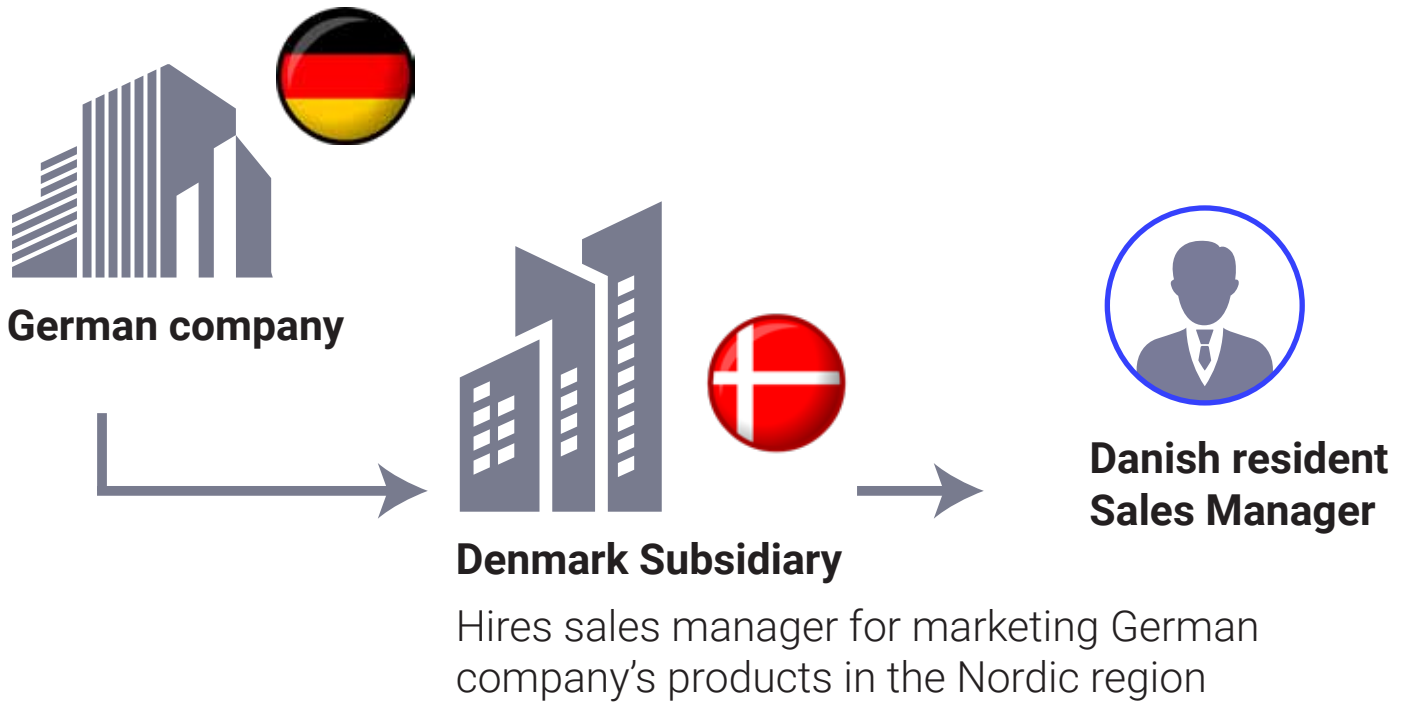 German company
Denmark Subsidiary
Hires sales manager for marketing German
company’s products in the Nordic region
Danish resident
Sales Manager